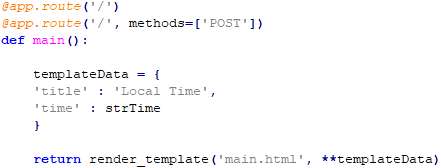 @app.route('/')
@app.route('/', methods=['POST'])
def main():
templateData = {
'title' : 'Local Time',
'time' : strTime
}
return render_template('main.html', **templateData)